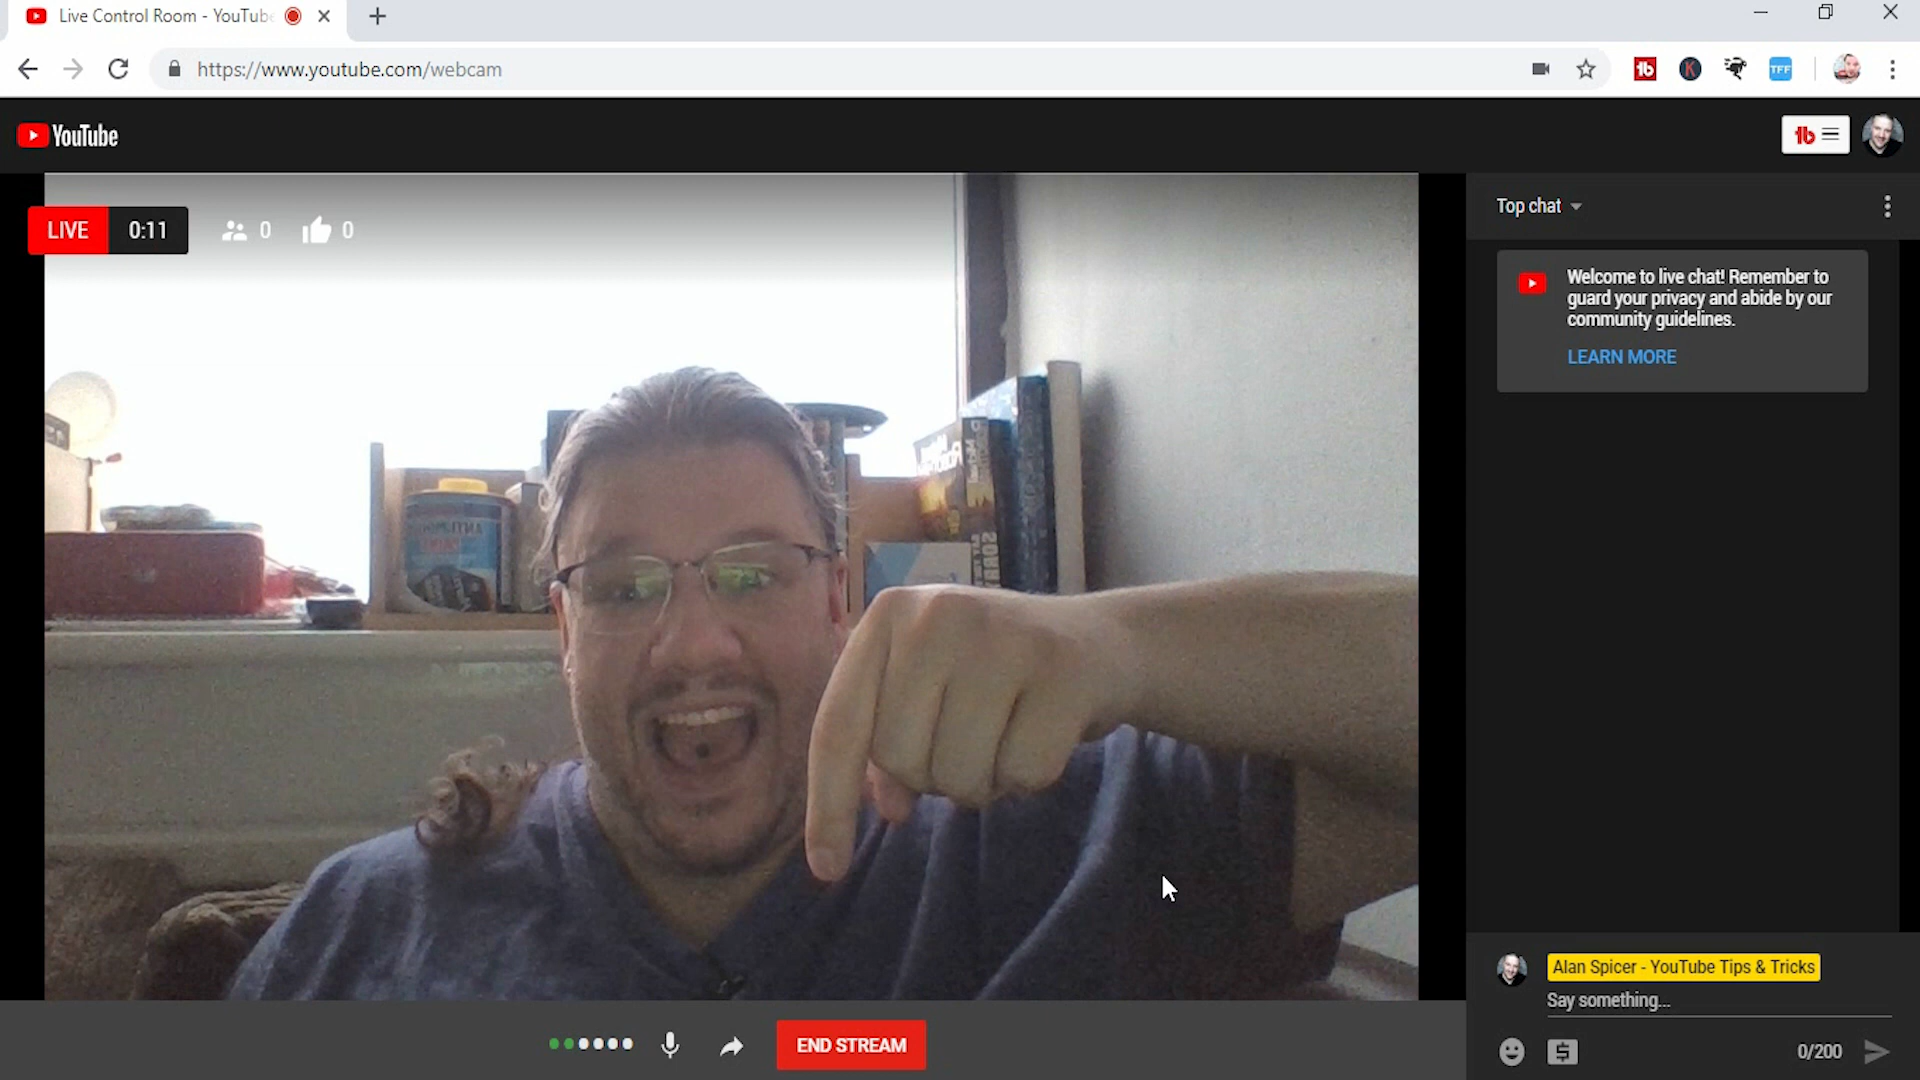 Live Control Room - YouTub
https://www.youtube.com/webcam
TFF
YouTube
LIVE 0:11 0 0
Top chat
Welcome to live chat! Remember to
guard your privacy and abide by our
community guidelines.
LEARN MORE
Alan Spicer - YouTube Tips & Tricks
Say something...
0/200
END STREAM